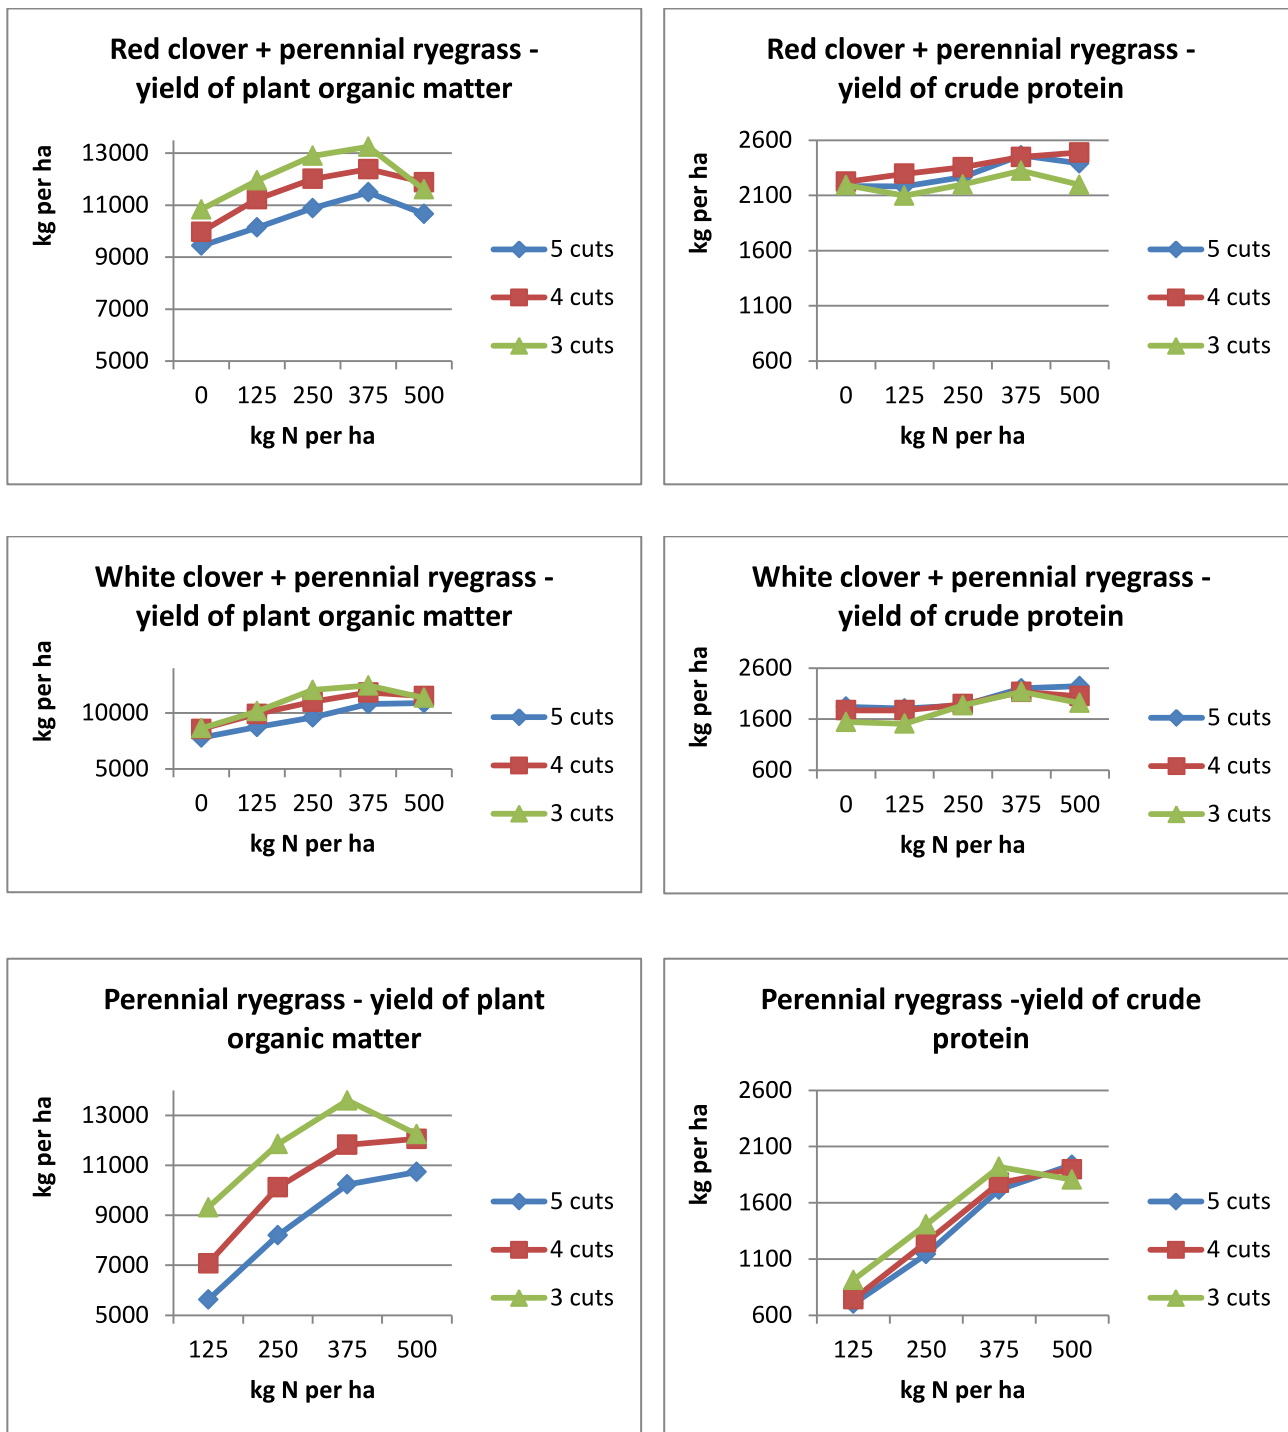 Red clover + perennial ryegrass -
yield of plant organic matter
kg per ha
13000
11000
9000
7000
5000
0 125 250 375 500
kg N per ha
5 cuts
4 cuts
3 cuts
Red clover + perennial ryegrass -
yield of crude protein
kg per ha
2600
2100
1600
1100
600
0 125 250 375 500
kg N per ha
5 cuts
4 cuts
3 cuts
White clover + perennial ryegrass -
yield of plant organic matter
kg per ha
10000
5000
0 125 250 375 500
kg N per ha
5 cuts
4 cuts
3 cuts
White clover + perennial ryegrass -
yield of crude protein
kg per ha
2600
1600
600
0 125 250 375 500
kg N per ha
5 cuts
4 cuts
3 cuts
Perennial ryegrass - yield of plant
organic matter
kg per ha
13000
11000
9000
7000
5000
125 250 375 500
kg N per ha
5 cuts
4 cuts
3 cuts
Perennial ryegrass -yield of crude
protein
kg per ha
2600
2100
1600
1100
600
125 250 375 500
kg N per ha
5 cuts
4 cuts
3 cuts